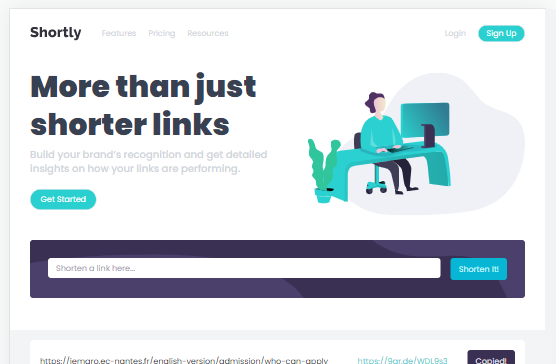 Shortly Features Pricing Resources Login Sign Up
More than just
shorter links
Build your brand's recognition and get detailed
insights on how your links are performing.
Get Started
Shorten a link here... Shorten It!
https://jemaro.ec-nantes.fr/english-version/admission/who-can-apply https://9qr.de/WDL9s3 Copied!